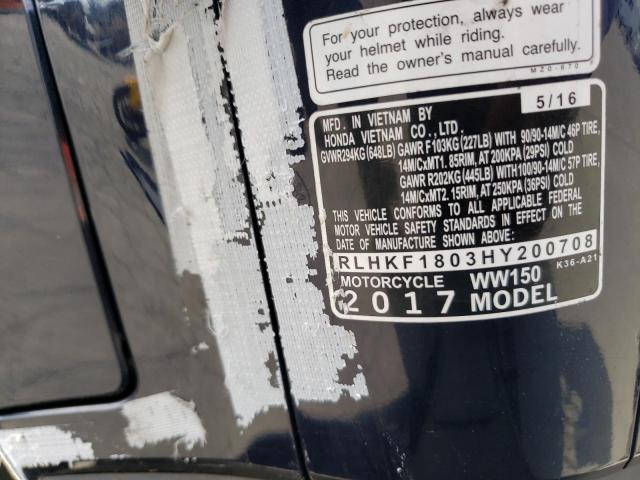 For your protection, always wear
your helmet while riding.
Read the owner's manual carefully.
MZ0-670
5/16
MFD. IN VIETNAM BY
HONDA VIETNAM CO., LTD.
GVWR294KG (648LB) GAWR F103KG (227LB) WITH 90/90-14M/C 46P TIRE,
14M/CxMT1. 85RIM, AT 200KPA (29PSI) COLD
GAWR R202KG (445LB) WITH100/90-14M/C 57P TIRE,
14M/CxMT2. 15RIM, AT 250KPA (36PSI) COLD
THIS VEHICLE CONFORMS TO ALL APPLICABLE FEDERAL
MOTOR VEHICLE SAFETY STANDARDS IN EFFECT ON THE
DATE OF MANUFACTURE SHOWN ABOVE:
RLHKF1803HY200708
K36-A21
MOTORCYCLE WW150
2017 MODEL